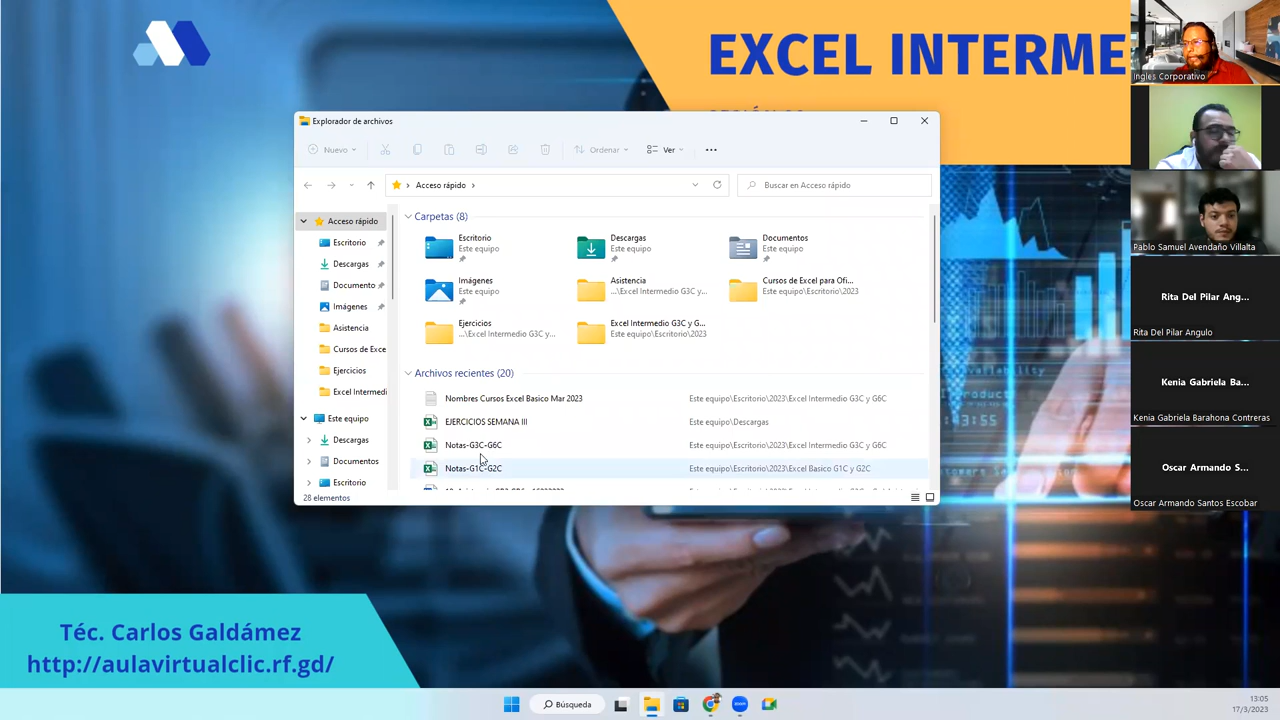 EXCEL INTERME
Explorador de archivos
Nuevo
Ordenar
Ver
Acceso rápido
Buscar en Acceso rápido
Acceso rápido
Escritorio
Descargas
Documento
Imágenes
Asistencia
Cursos de Exce
Ejercicios
Excel Intermedi
Este equipo
Descargas
Documentos
Escritorio
Carpetas (8)
Escritorio
Este equipo
Descargas
Este equipo
Documentos
Este equipo
Imágenes
Este equipo
Asistencia
...\Excel Intermedio G3C y...
Cursos de Excel para Ofi...
Este equipo\Escritorio\2023
Ejercicios
...\Excel Intermedio G3C y...
Excel Intermedio G3C y G...
Este equipo\Escritorio\2023
Archivos recientes (20)
Nombres Cursos Excel Basico Mar 2023
Este equipo\Escritorio\2023\Excel Intermedio G3C y G6C
EJERCICIOS SEMANA III
Este equipo\Descargas
Notas-G3C-G6C
Este equipo\Escritorio\2023\Excel Intermedio G3C y G6C
Notas-G1C-G2C
Este equipo\Escritorio\2023\Excel Basico G1C y G2C
28 elementos
Ingles Corporativo
Pablo Samuel Avendaño Villalta
Rita Del Pilar Ang...
Rita Del Pilar Angulo
Kenia Gabriela Ba...
Kenia Gabriela Barahona Contreras
Oscar Armando S...
Oscar Armando Santos Escobar
43:55
Téc. Carlos Galdámez
http://aulavirtualclic.rf.gd/
Búsqueda
zoom
13:05
17/3/2023